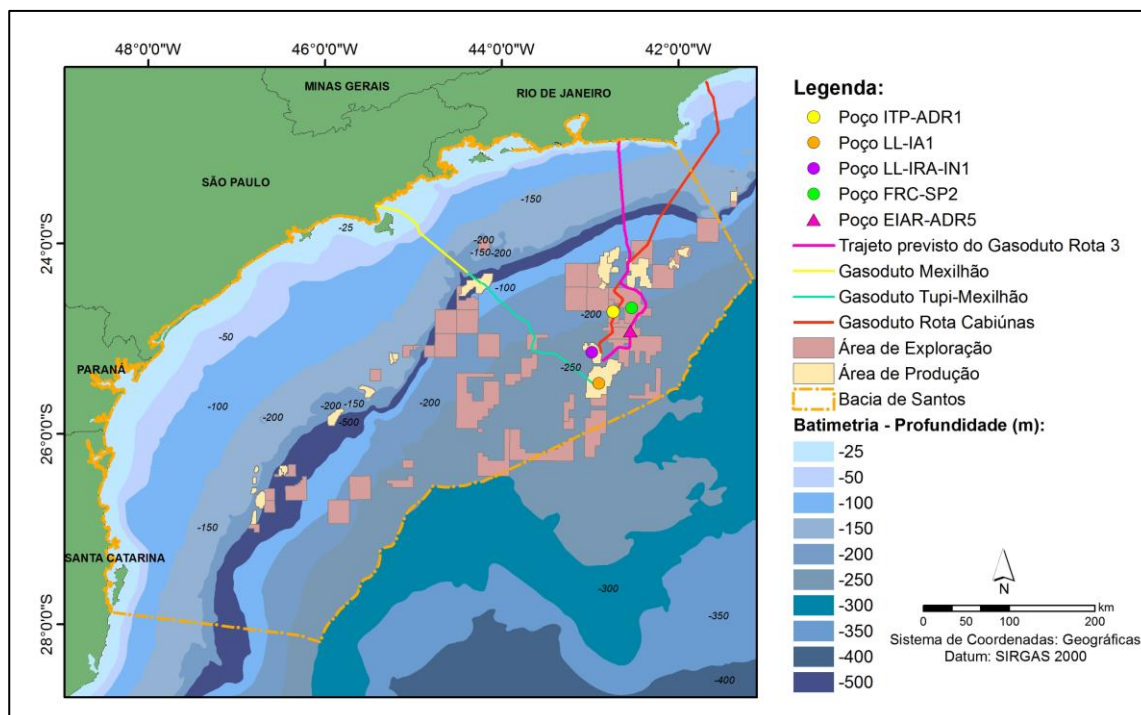 48°0'0"W
46°0'0"W
44°0'0"W
42°0'0"W
24°0'0"S
26°0'0"S
28°0'0"S
MINAS GERAIS
RIO DE JANEIRO
SÃO PAULO
PARANÁ
SANTA CATARINA
-25
-150
-200
-150
-200
-100
-50
-200
-250
-100
-200
-200
-150
-500
-200
-150
-300
-350
-400
Legenda:
Poço ITP-ADR1
Poço LL-IA1
Poço LL-IRA-IN1
Poço FRC-SP2
Poço EIAR-ADR5
Trajeto previsto do Gasoduto Rota 3
Gasoduto Mexilhão
Gasoduto Tupi-Mexilhão
Gasoduto Rota Cabiúnas
Área de Exploração
Área de Produção
Bacia de Santos
Batimetria - Profundidade (m):
-25
-50
-100
-150
-200
-250
-300
-350
-400
-500
N
km
0 50 100 200
Sistema de Coordenadas: Geográficas
Datum: SIRGAS 2000